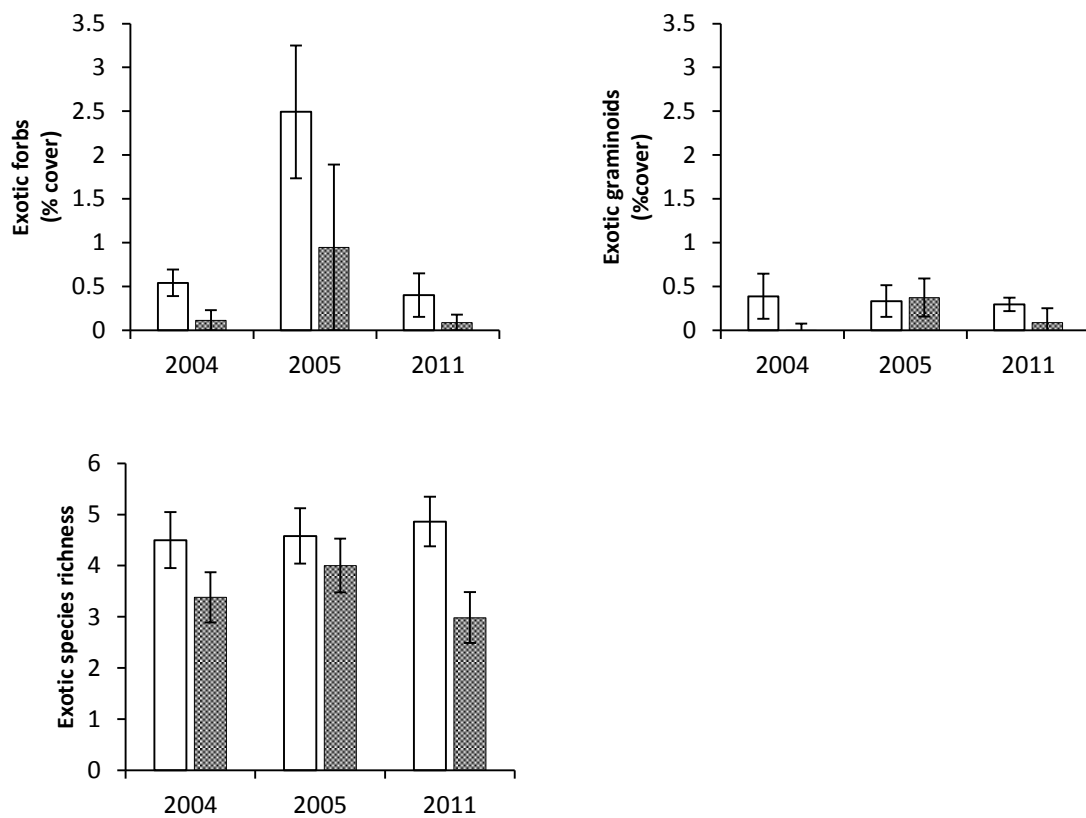 Exotic forbs
(% cover)
3.5
3
2.5
2
1.5
1
0.5
0
2004 2005 2011
Exotic graminoids
(%cover)
3.5
3
2.5
2
1.5
1
0.5
0
2004 2005 2011
Exotic species richness
6
5
4
3
2
1
0
2004 2005 2011